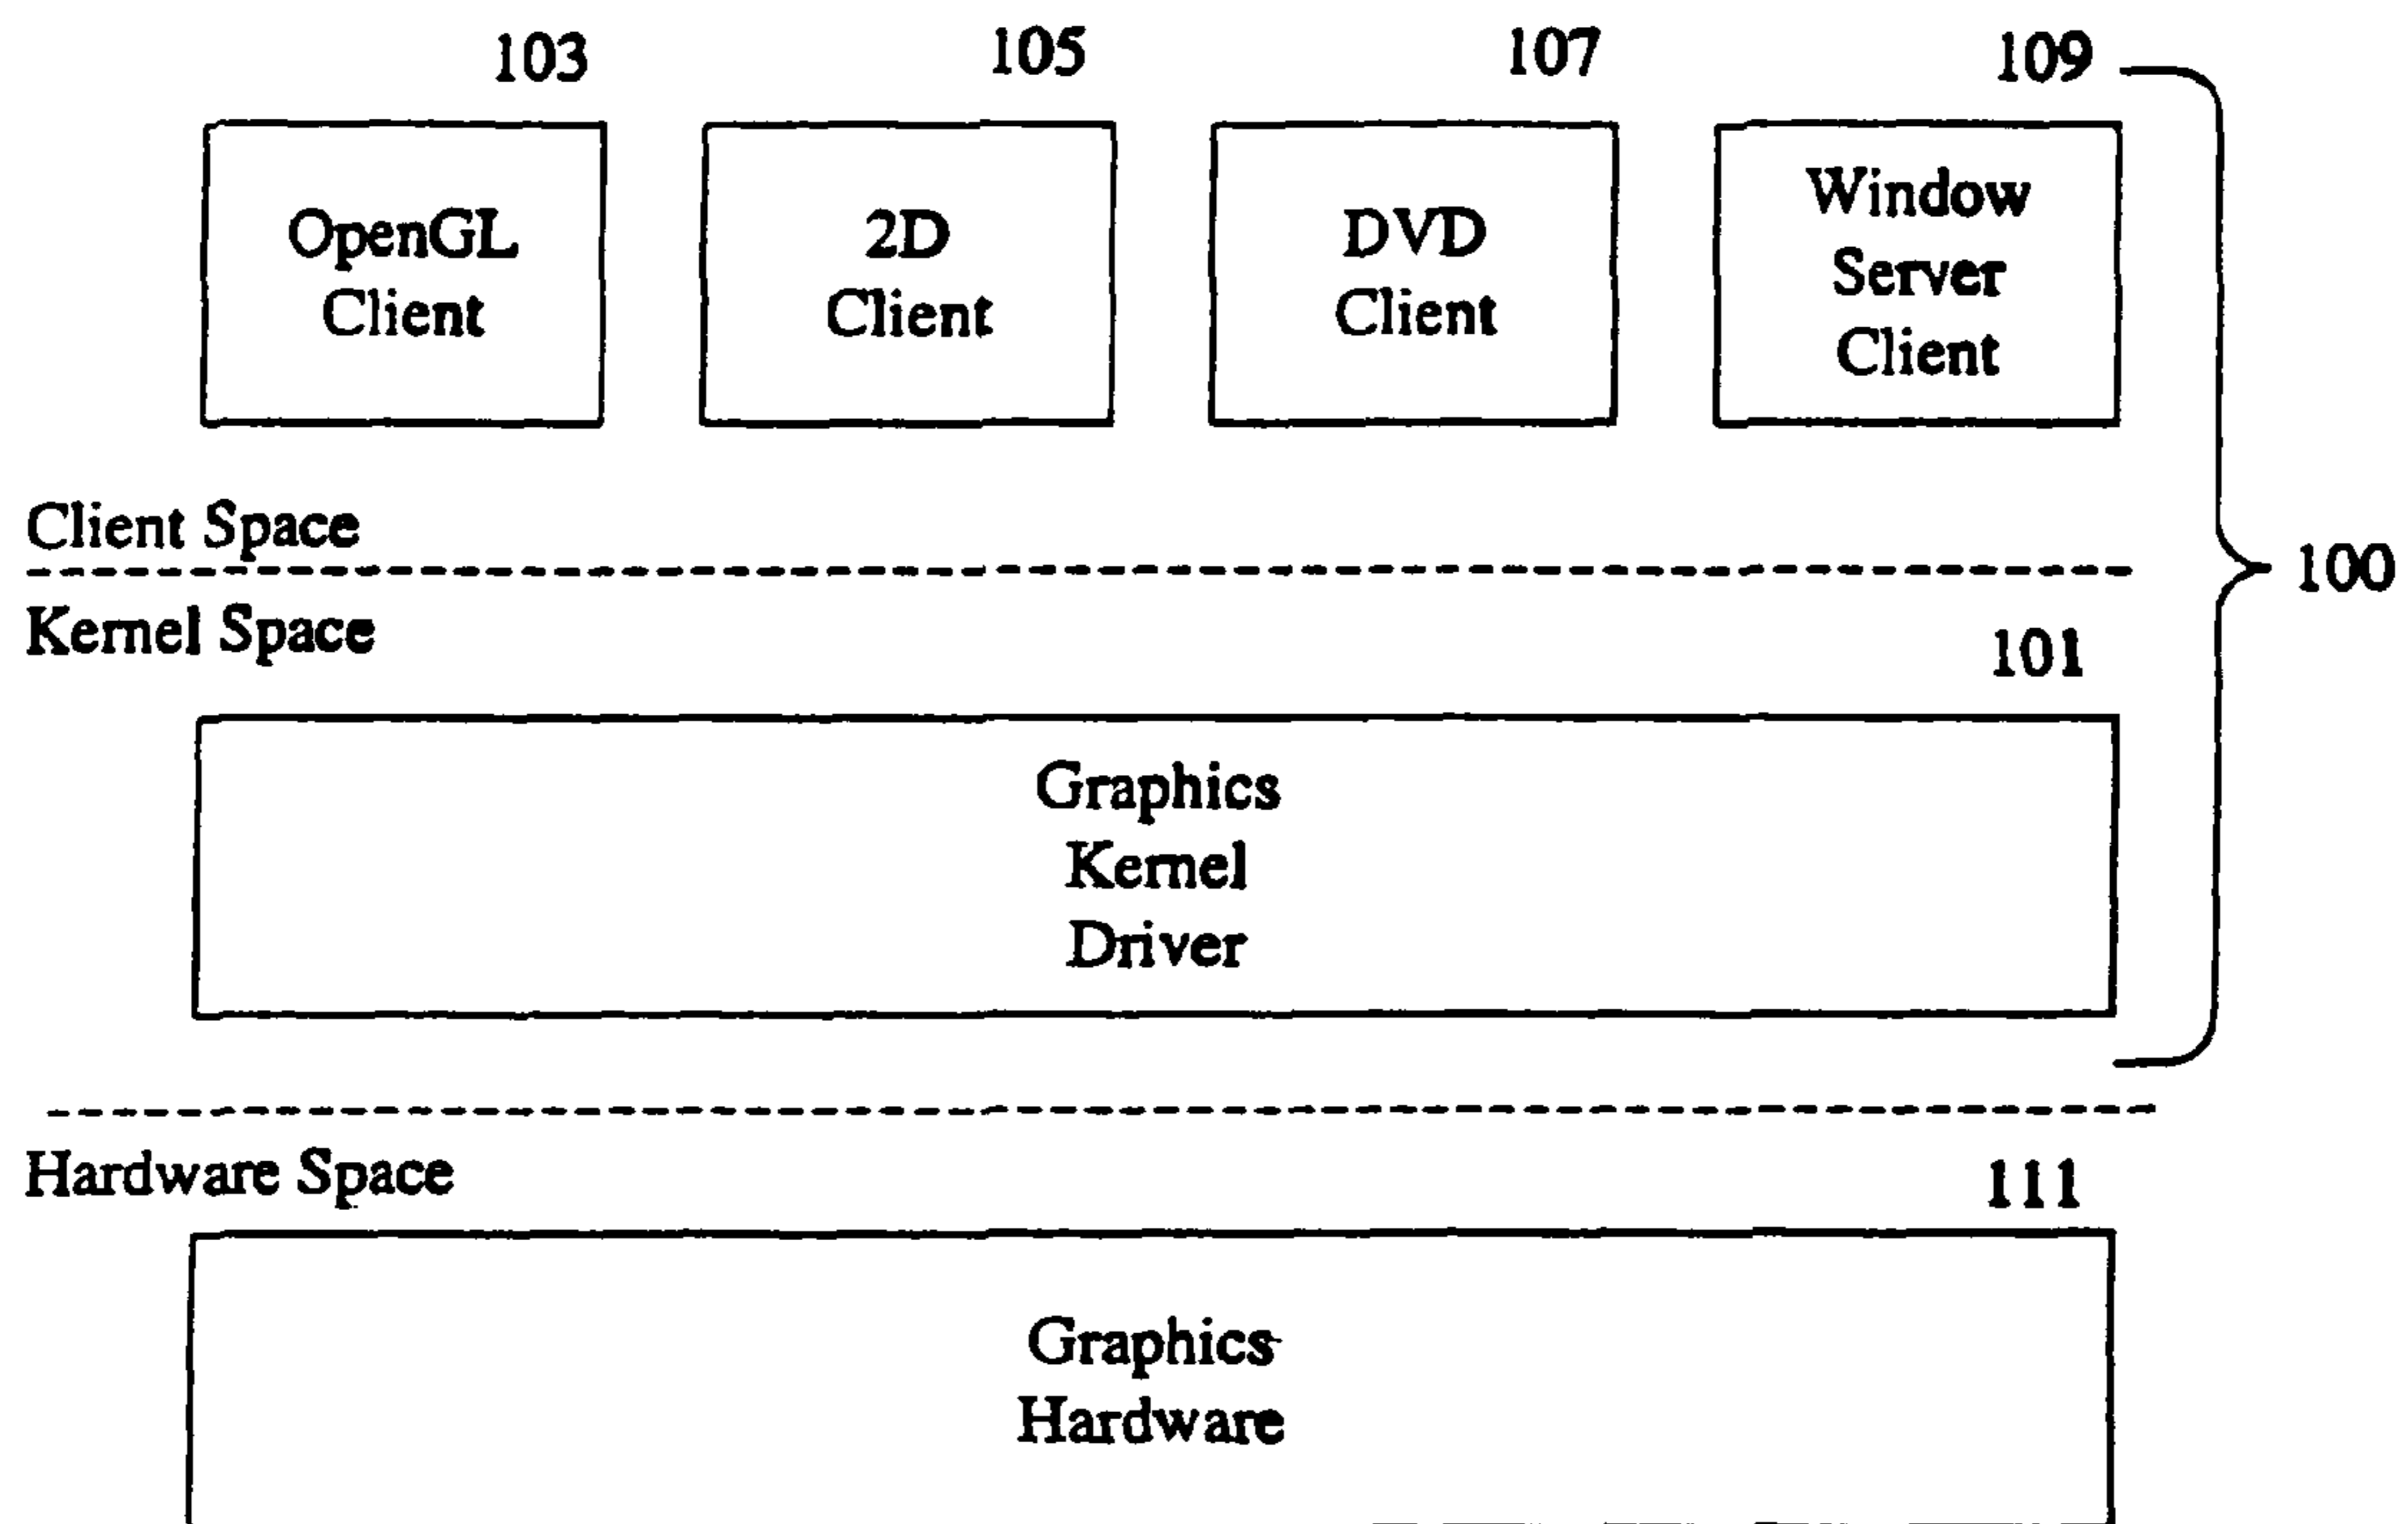 103 105 107 109
OpenGL
Client
2D
Client
DVD
Client
Window
Server
Client
Client Space
100
Kernel Space
101
Graphics
Kernel
Driver
Hardware Space
111
Graphics
Hardware